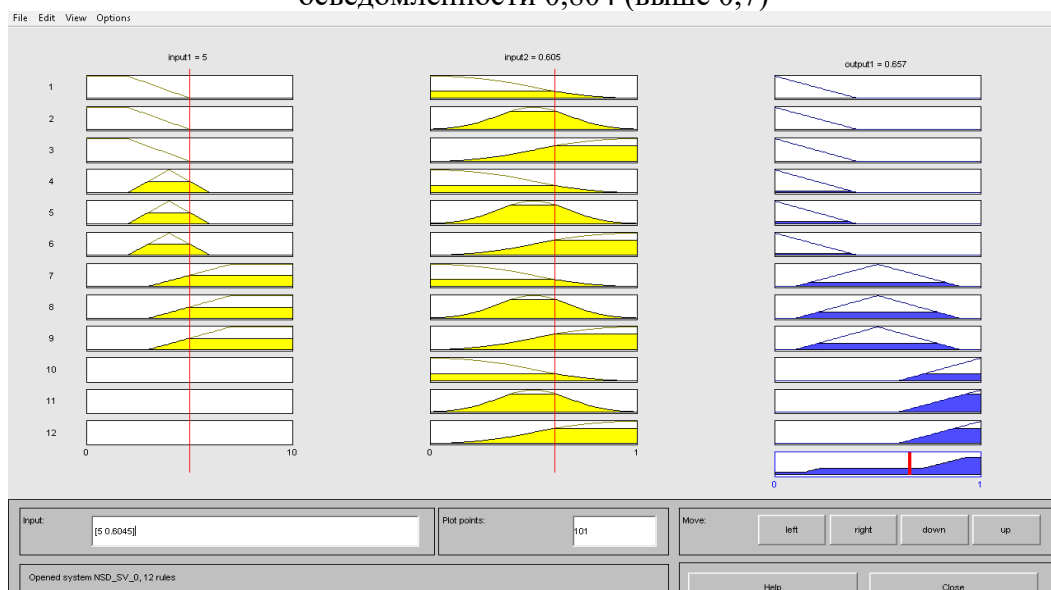 осведомленности 0,804 (выше 0,7)
File Edit View Options
input1 = 5
input2 = 0.605
output1 = 0.657
1
2
3
4
5
6
7
8
9
10
11
12
0 10
0 1
0 1
Input:
[5 0.6045]
Plot points:
101
Move:
left
right
down
up
Opened system NSD_SV_0, 12 rules
Help
Close